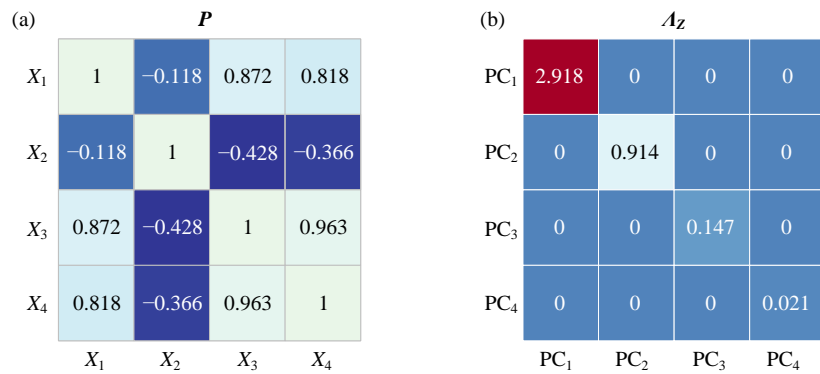 (a) P (b) Λ_Z
X₁ 1 −0.118 0.872 0.818 PC₁ 2.918 0 0 0
X₂ −0.118 1 −0.428 −0.366 PC₂ 0 0.914 0 0
X₃ 0.872 −0.428 1 0.963 PC₃ 0 0 0.147 0
X₄ 0.818 −0.366 0.963 1 PC₄ 0 0 0 0.021
X₁ X₂ X₃ X₄ PC₁ PC₂ PC₃ PC₄